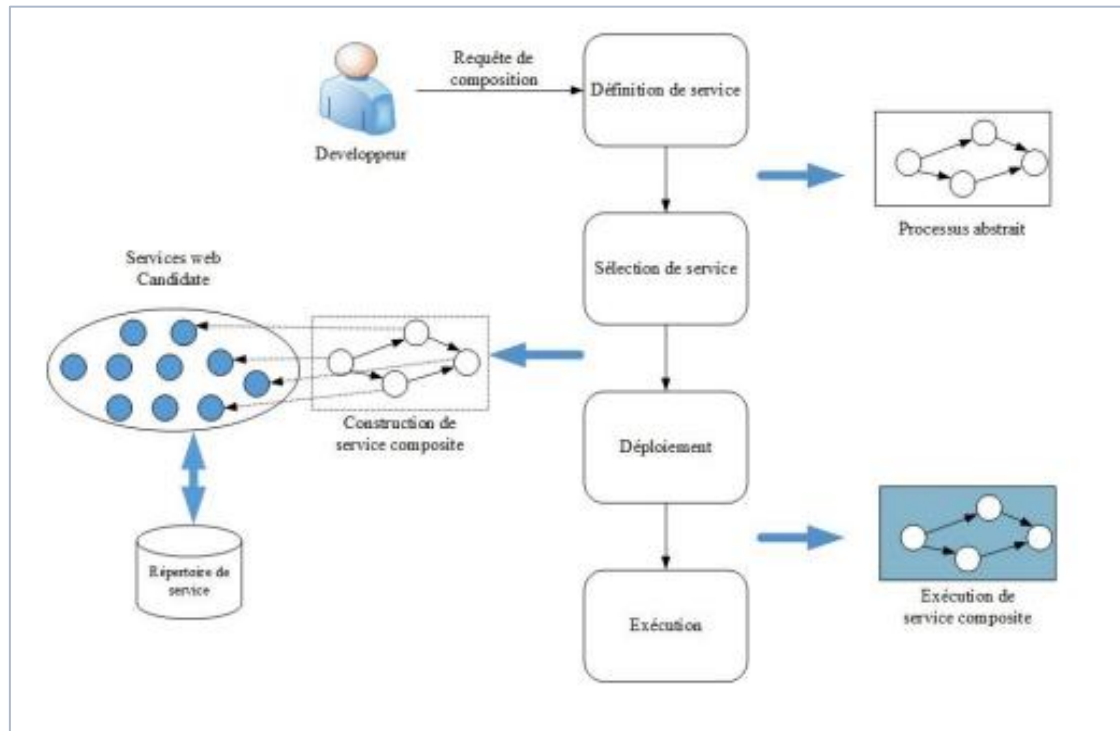 Requête de
composition
Définition de service
Developpeur
Processus abstrait
Sélection de service
Services web
Candidate
Construction de
service composite
Déploiement
Répertoire de
service
Exécution de
service composite
Exécution